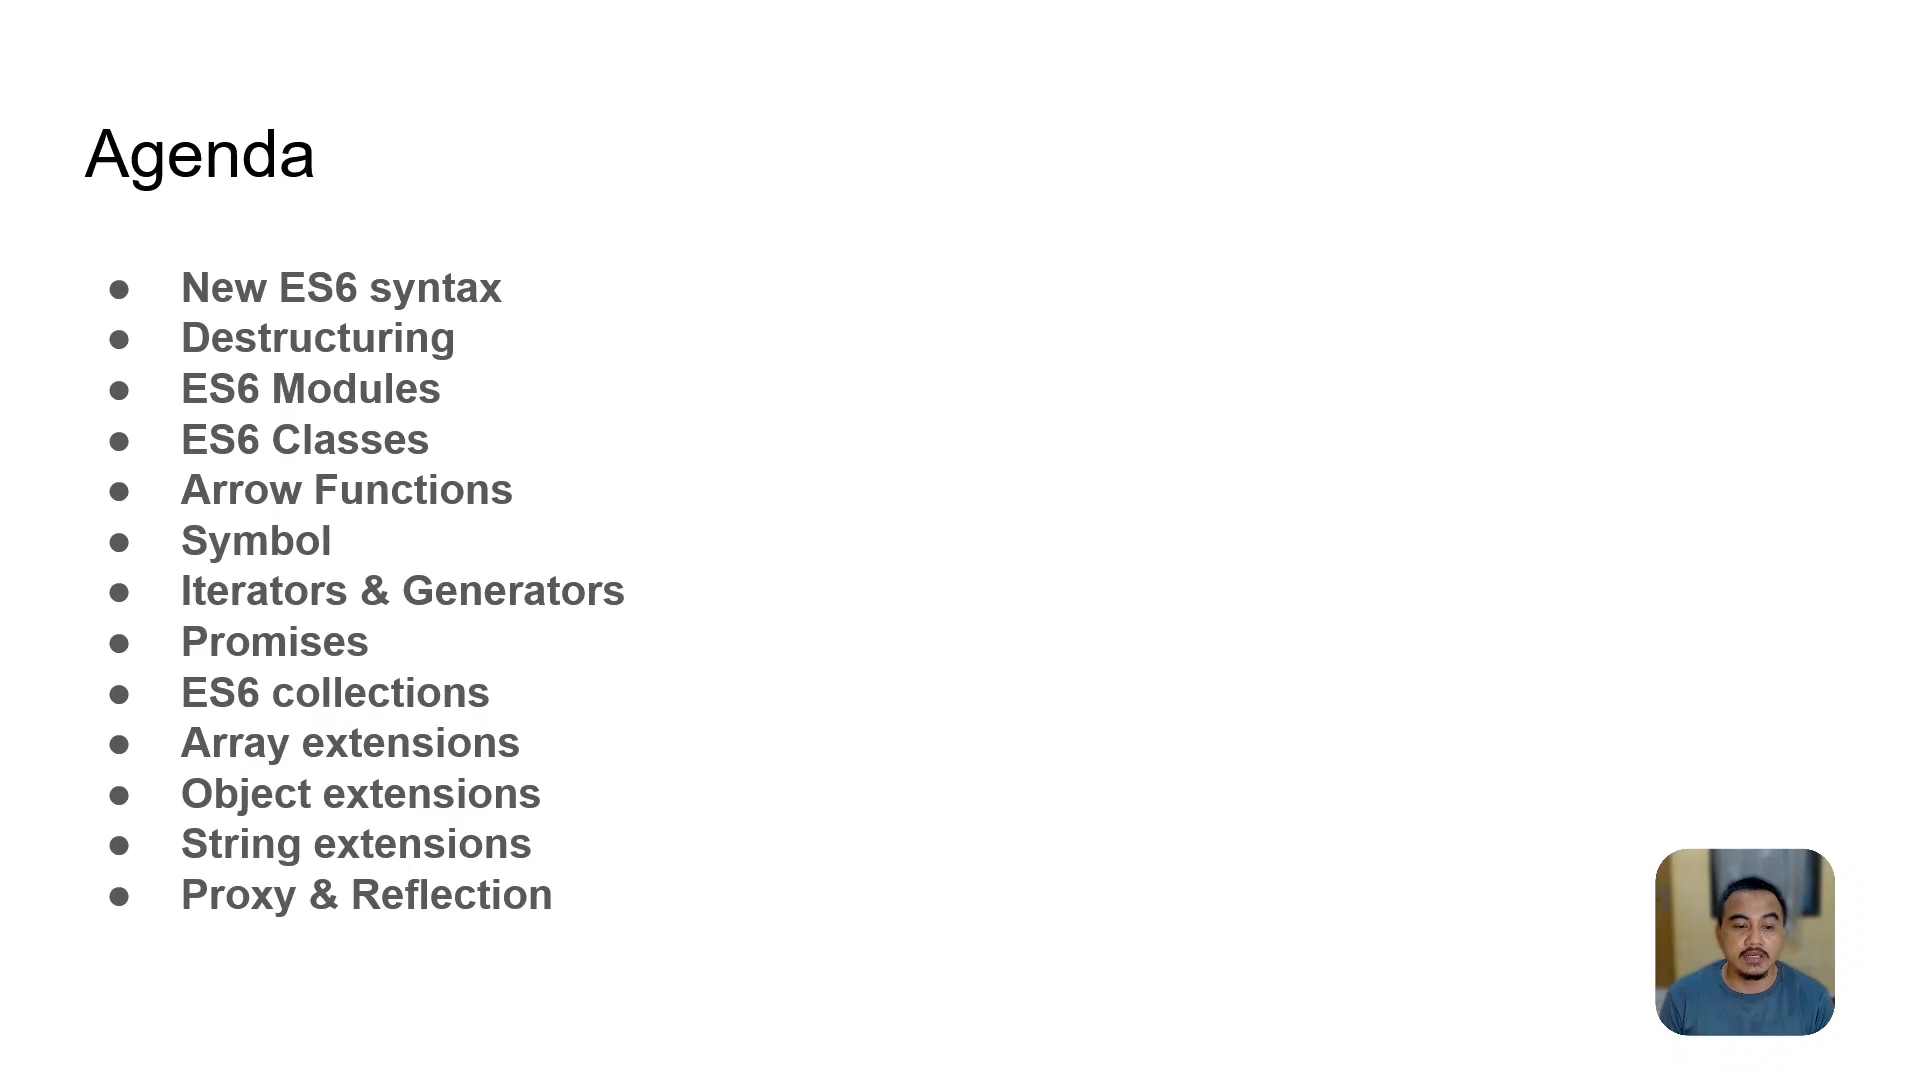 Agenda
● New ES6 syntax
● Destructuring
● ES6 Modules
● ES6 Classes
● Arrow Functions
● Symbol
● Iterators & Generators
● Promises
● ES6 collections
● Array extensions
● Object extensions
● String extensions
● Proxy & Reflection